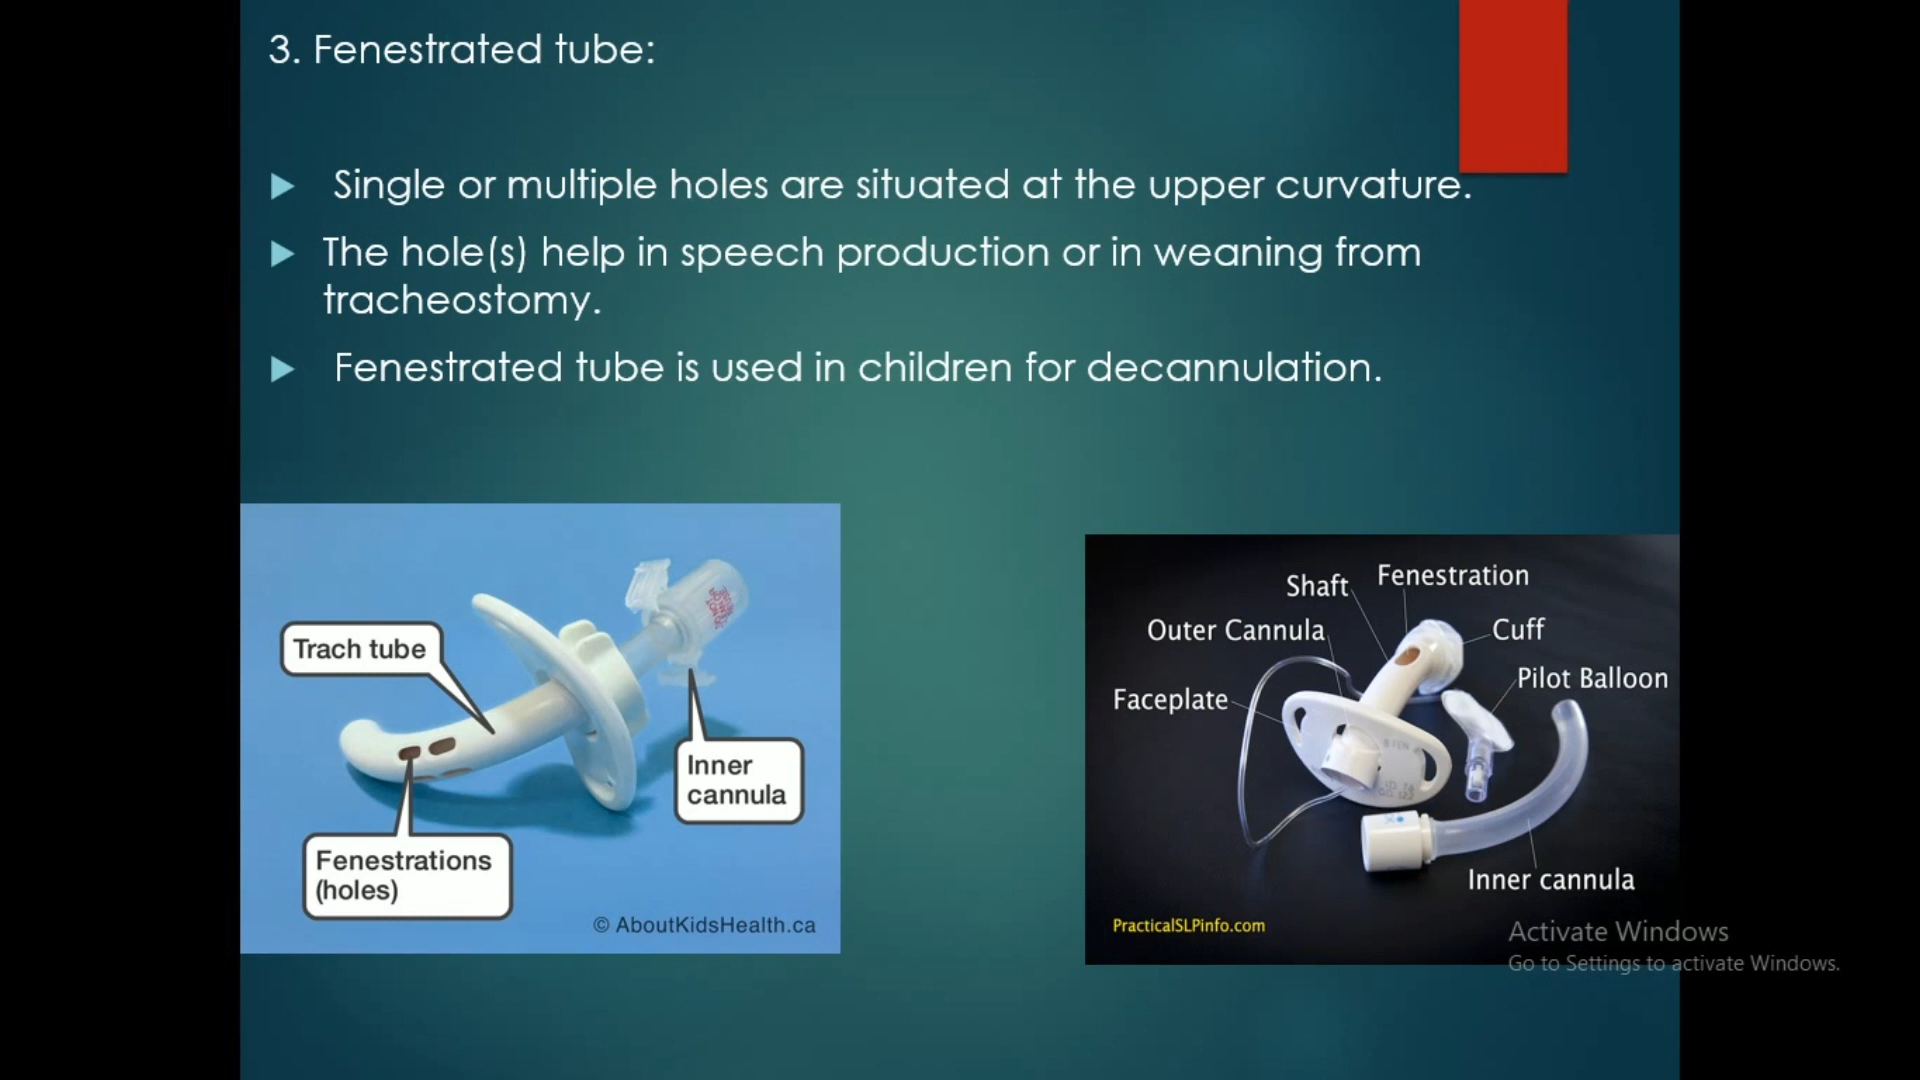 3. Fenestrated tube:
Single or multiple holes are situated at the upper curvature.
The hole(s) help in speech production or in weaning from
tracheostomy.
Fenestrated tube is used in children for decannulation.
Trach tube
Inner
cannula
Fenestrations
(holes)
© AboutKidsHealth.ca
Shaft
Fenestration
Outer Cannula
Cuff
Faceplate
Pilot Balloon
Inner cannula
PracticalSLPinfo.com
Activate Windows
Go to Settings to activate Windows.